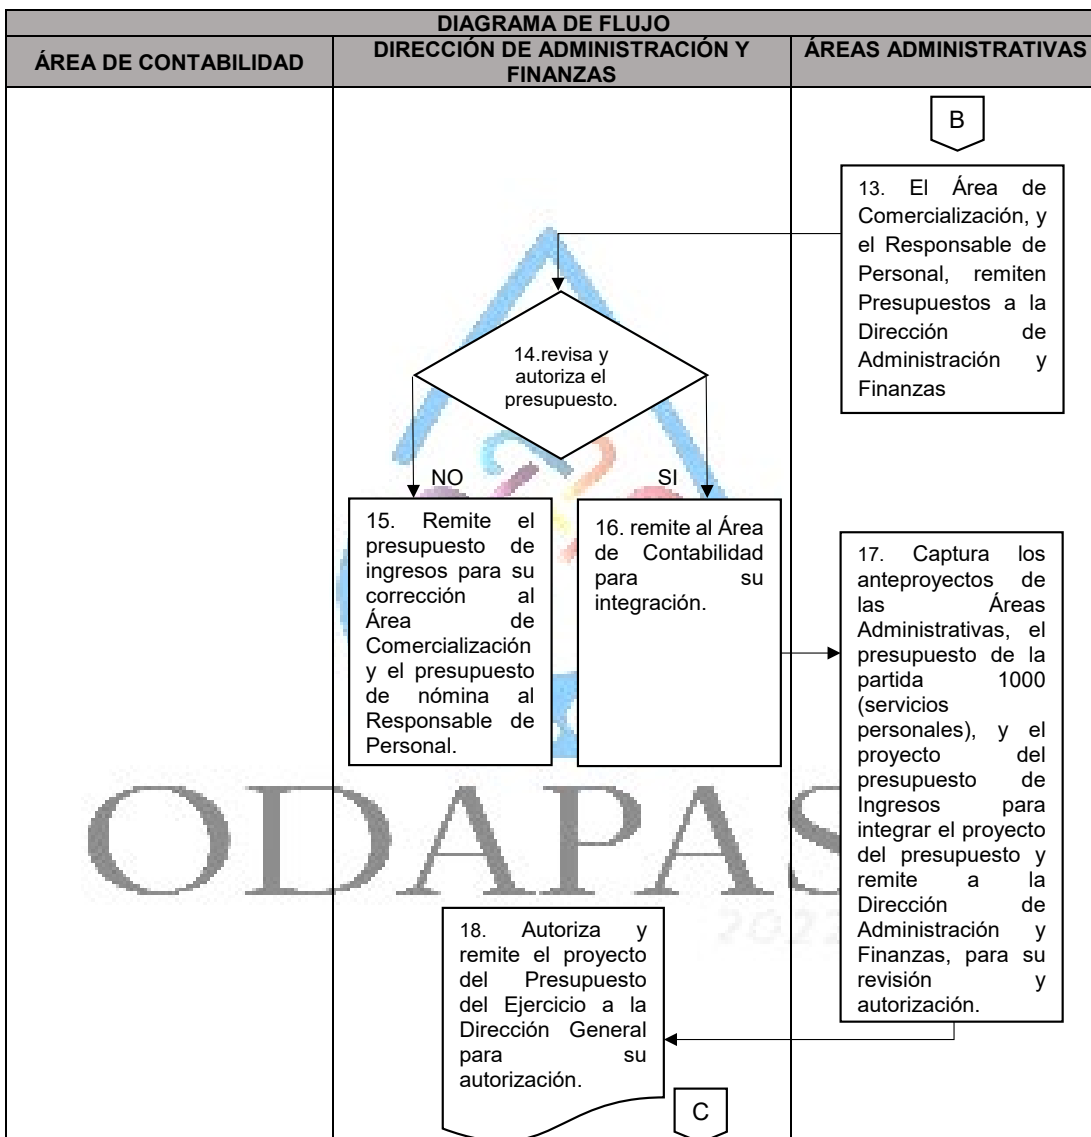 DIAGRAMA DE FLUJO
ÁREA DE CONTABILIDAD
DIRECCIÓN DE ADMINISTRACIÓN Y
FINANZAS
ÁREAS ADMINISTRATIVAS
B
13. El Área de
Comercialización, y
el Responsable de
Personal, remiten
Presupuestos a la
Dirección de
Administración y
Finanzas
14.revisa y
autoriza el
presupuesto.
NO
SI
15. Remite el
presupuesto de
ingresos para su
corrección al
Área de
Comercialización
y el presupuesto
de nómina al
Responsable de
Personal.
16. remite al Área
de Contabilidad
para su
integración.
17. Captura los
anteproyectos de
las Áreas
Administrativas, el
presupuesto de la
partida 1000
(servicios
personales), y el
proyecto del
presupuesto de
Ingresos para
integrar el proyecto
del presupuesto y
remite a la
Dirección de
Administración y
Finanzas, para su
revisión y
autorización.
ODAPAS
2022
18. Autoriza y
remite el proyecto
del Presupuesto
del Ejercicio a la
Dirección General
para su
autorización.
C